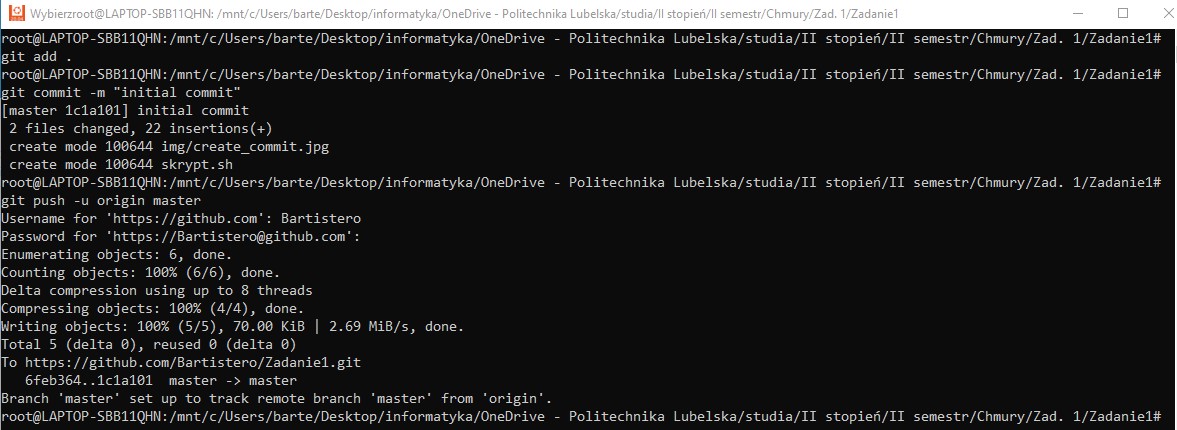 Wybierzroot@LAPTOP-SBB11QHN: /mnt/c/Users/barte/Desktop/informatyka/OneDrive - Politechnika Lubelska/studia/II stopień/II semestr/Chmury/Zad. 1/Zadanie1
root@LAPTOP-SBB11QHN:/mnt/c/Users/barte/Desktop/informatyka/OneDrive - Politechnika Lubelska/studia/II stopień/II semestr/Chmury/Zad. 1/Zadanie1#
git add .
root@LAPTOP-SBB11QHN:/mnt/c/Users/barte/Desktop/informatyka/OneDrive - Politechnika Lubelska/studia/II stopień/II semestr/Chmury/Zad. 1/Zadanie1#
git commit -m "initial commit"
[master 1c1a101] initial commit
 2 files changed, 22 insertions(+)
 create mode 100644 img/create_commit.jpg
 create mode 100644 skrypt.sh
root@LAPTOP-SBB11QHN:/mnt/c/Users/barte/Desktop/informatyka/OneDrive - Politechnika Lubelska/studia/II stopień/II semestr/Chmury/Zad. 1/Zadanie1#
git push -u origin master
Username for 'https://github.com': Bartistero
Password for 'https://Bartistero@github.com':
Enumerating objects: 6, done.
Counting objects: 100% (6/6), done.
Delta compression using up to 8 threads
Compressing objects: 100% (4/4), done.
Writing objects: 100% (5/5), 70.00 KiB | 2.69 MiB/s, done.
Total 5 (delta 0), reused 0 (delta 0)
To https://github.com/Bartistero/Zadanie1.git
   6feb364..1c1a101  master -> master
Branch 'master' set up to track remote branch 'master' from 'origin'.
root@LAPTOP-SBB11QHN:/mnt/c/Users/barte/Desktop/informatyka/OneDrive - Politechnika Lubelska/studia/II stopień/II semestr/Chmury/Zad. 1/Zadanie1#